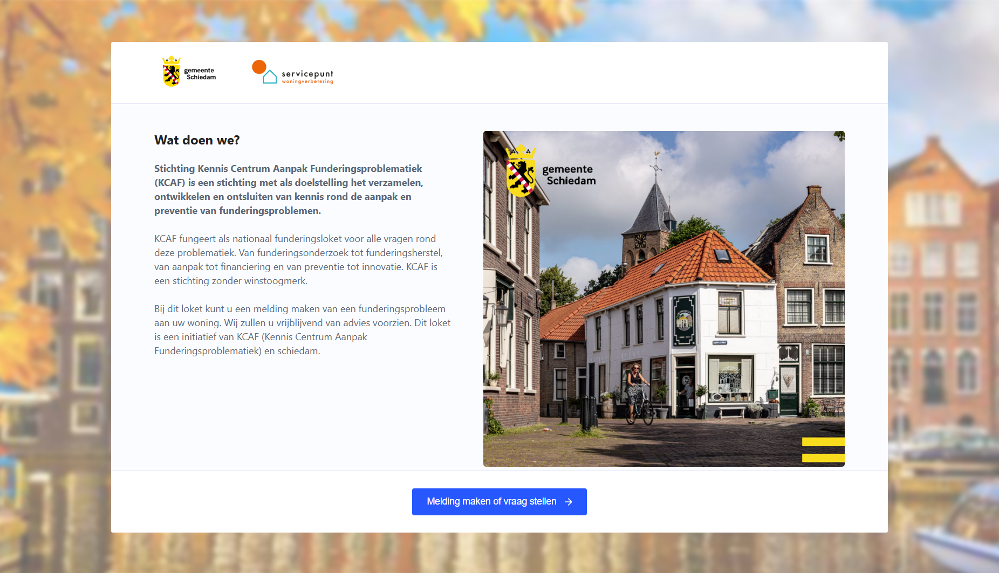 gemeente
Schiedam
servicepunt
woningverbetering
Wat doen we?
Stichting Kennis Centrum Aanpak Funderingsproblematiek
(KCAF) is een stichting met als doelstelling het verzamelen,
ontwikkelen en ontsluiten van kennis rond de aanpak en
preventie van funderingsproblemen.
KCAF fungeert als nationaal funderingsloket voor alle vragen rond
deze problematiek. Van funderingsonderzoek tot funderingsherstel,
van aanpak tot financiering en van preventie tot innovatie. KCAF is
een stichting zonder winstoogmerk.
Bij dit loket kunt u een melding maken van een funderingsprobleem
aan uw woning. Wij zullen u vrijblijvend van advies voorzien. Dit loket
is een initiatief van KCAF (Kennis Centrum Aanpak
Funderingsproblematiek) en schiedam.
gemeente
Schiedam
Melding maken of vraag stellen